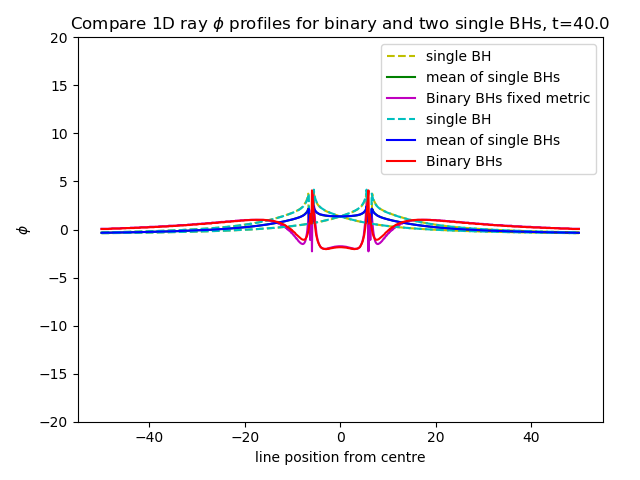 Compare 1D ray ϕ profiles for binary and two single BHs, t=40.0
20
15
10
5
0
−5
−10
−15
−20
ϕ
single BH
mean of single BHs
Binary BHs fixed metric
single BH
mean of single BHs
Binary BHs
−40 −20 0 20 40
line position from centre